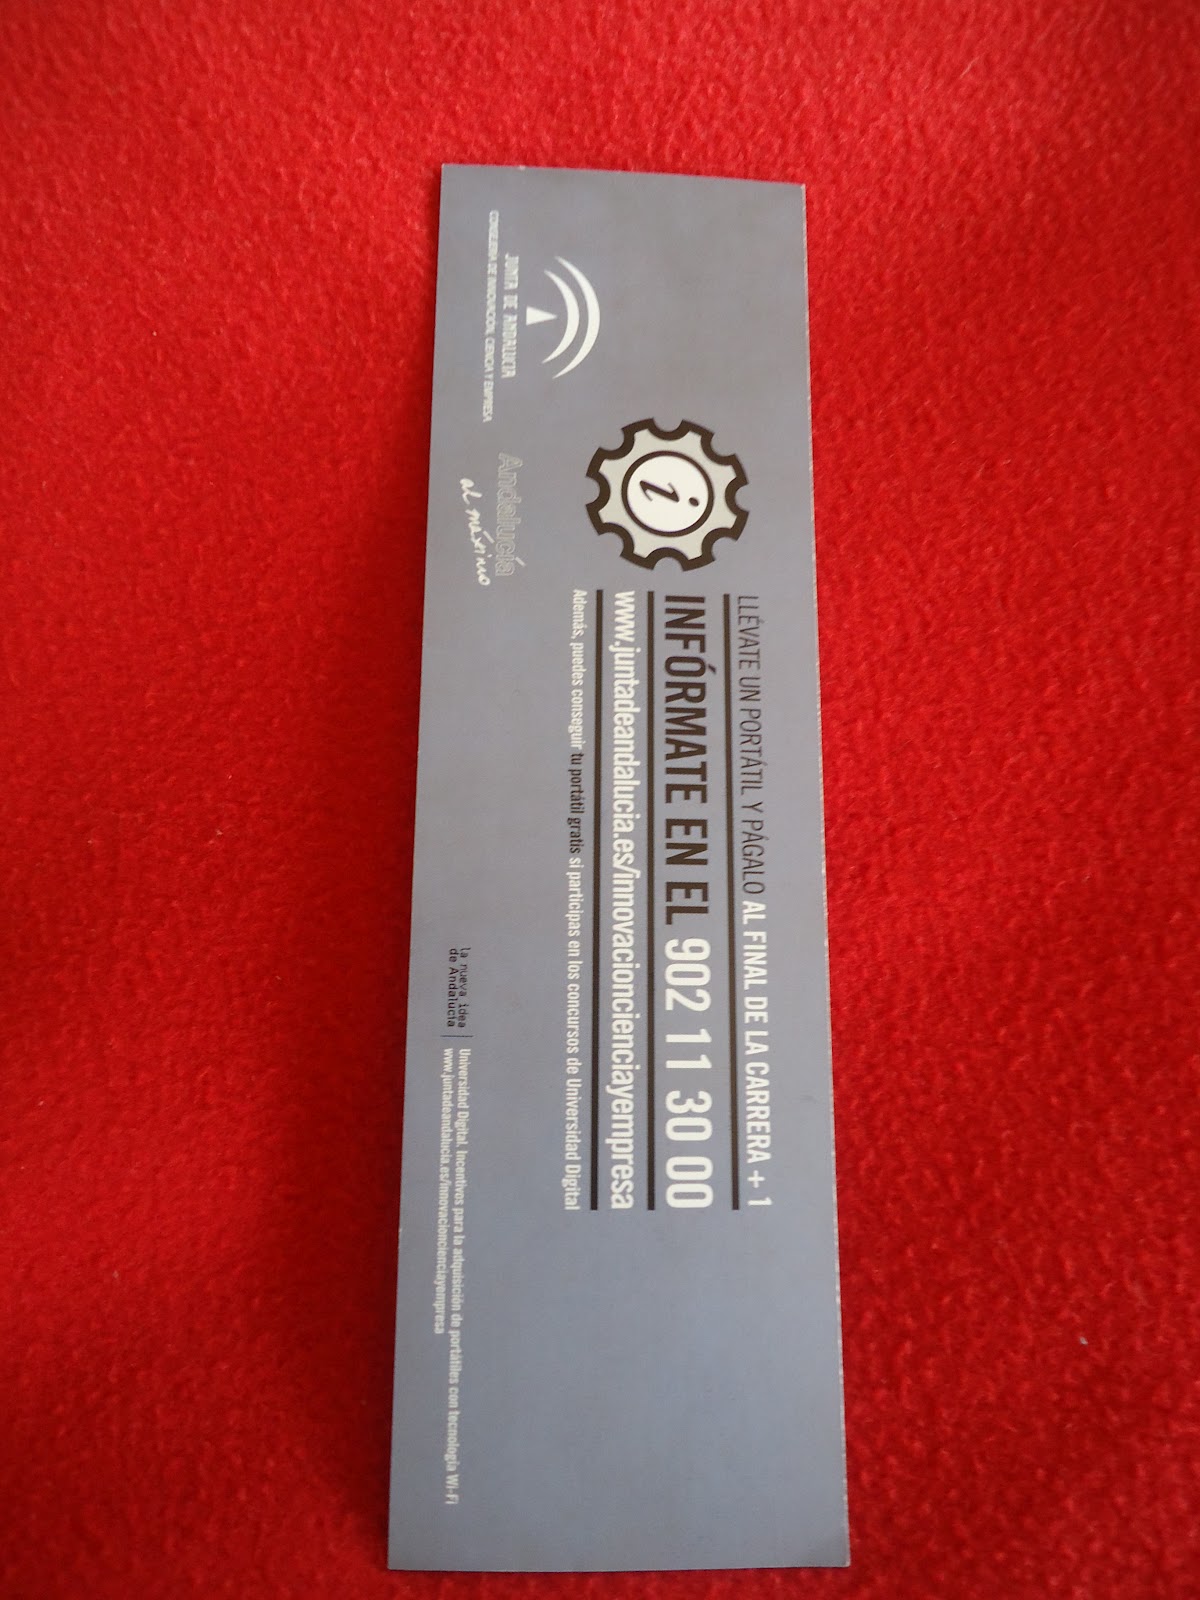 LLÉVATE UN PORTÁTIL Y PÁGALO AL FINAL DE LA CARRERA + 1
i
INFÓRMATE EN EL 902 11 30 00
www.juntadeandalucia.es/innovacioncienciayempresa
Además, puedes conseguir tu portátil gratis si participas en los concursos de Universidad Digital
JUNTA DE ANDALUCIA
CONSEJERÍA DE INNOVACIÓN, CIENCIA Y EMPRESA
Andalucía
al máximo
la nueva idea
de Andalucía
Universidad Digital. Incentivos para la adquisición de portátiles con tecnología Wi-Fi
www.juntadeandalucia.es/innovacioncienciayempresa